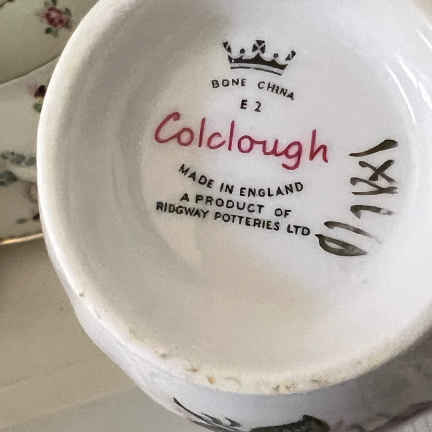 BONE CHINA
E 2
Colclough
MADE IN ENGLAND
A PRODUCT OF
RIDGWAY POTTERIES LTD